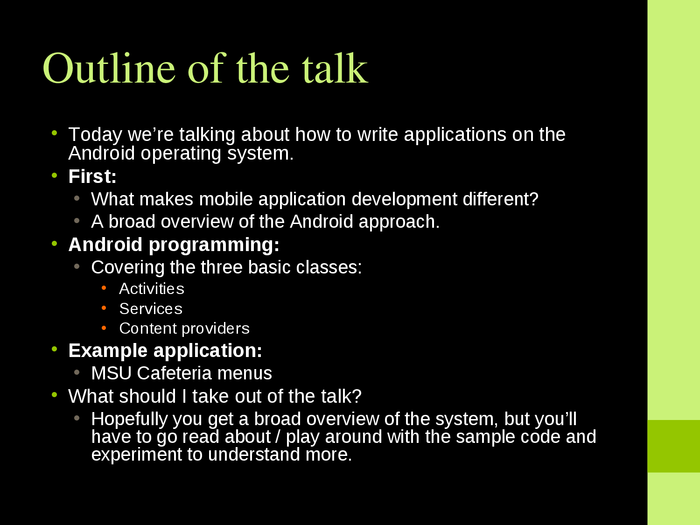 Outline of the talk
• Today we’re talking about how to write applications on the
Android operating system.
• First:
• What makes mobile application development different?
• A broad overview of the Android approach.
• Android programming:
• Covering the three basic classes:
• Activities
• Services
• Content providers
• Example application:
• MSU Cafeteria menus
• What should I take out of the talk?
• Hopefully you get a broad overview of the system, but you’ll
have to go read about / play around with the sample code and
experiment to understand more.